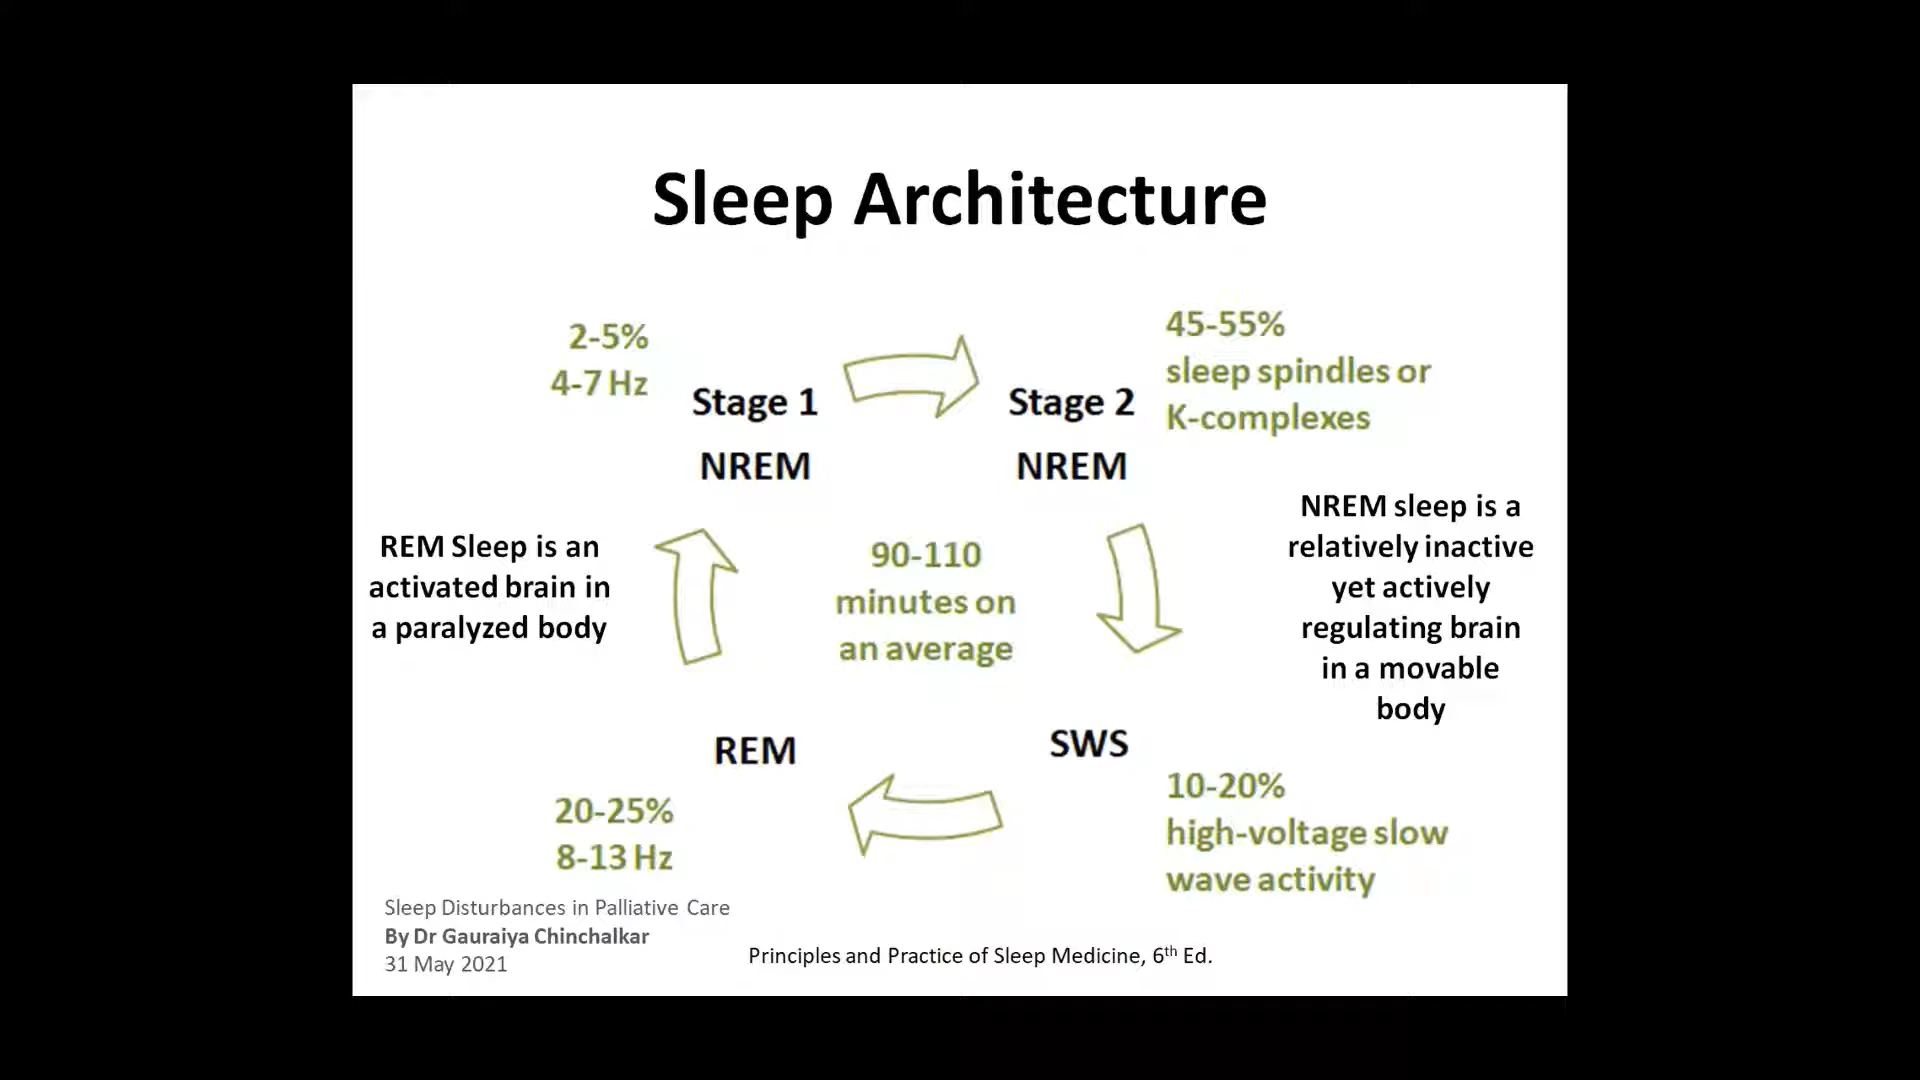 Sleep Architecture
2-5%
4-7 Hz
Stage 1
NREM
Stage 2
NREM
45-55%
sleep spindles or
K-complexes
REM Sleep is an
activated brain in
a paralyzed body
90-110
minutes on
an average
NREM sleep is a
relatively inactive
yet actively
regulating brain
in a movable
body
REM
20-25%
8-13 Hz
SWS
10-20%
high-voltage slow
wave activity
Sleep Disturbances in Palliative Care
By Dr Gauraiya Chinchalkar
31 May 2021
Principles and Practice of Sleep Medicine, 6th Ed.